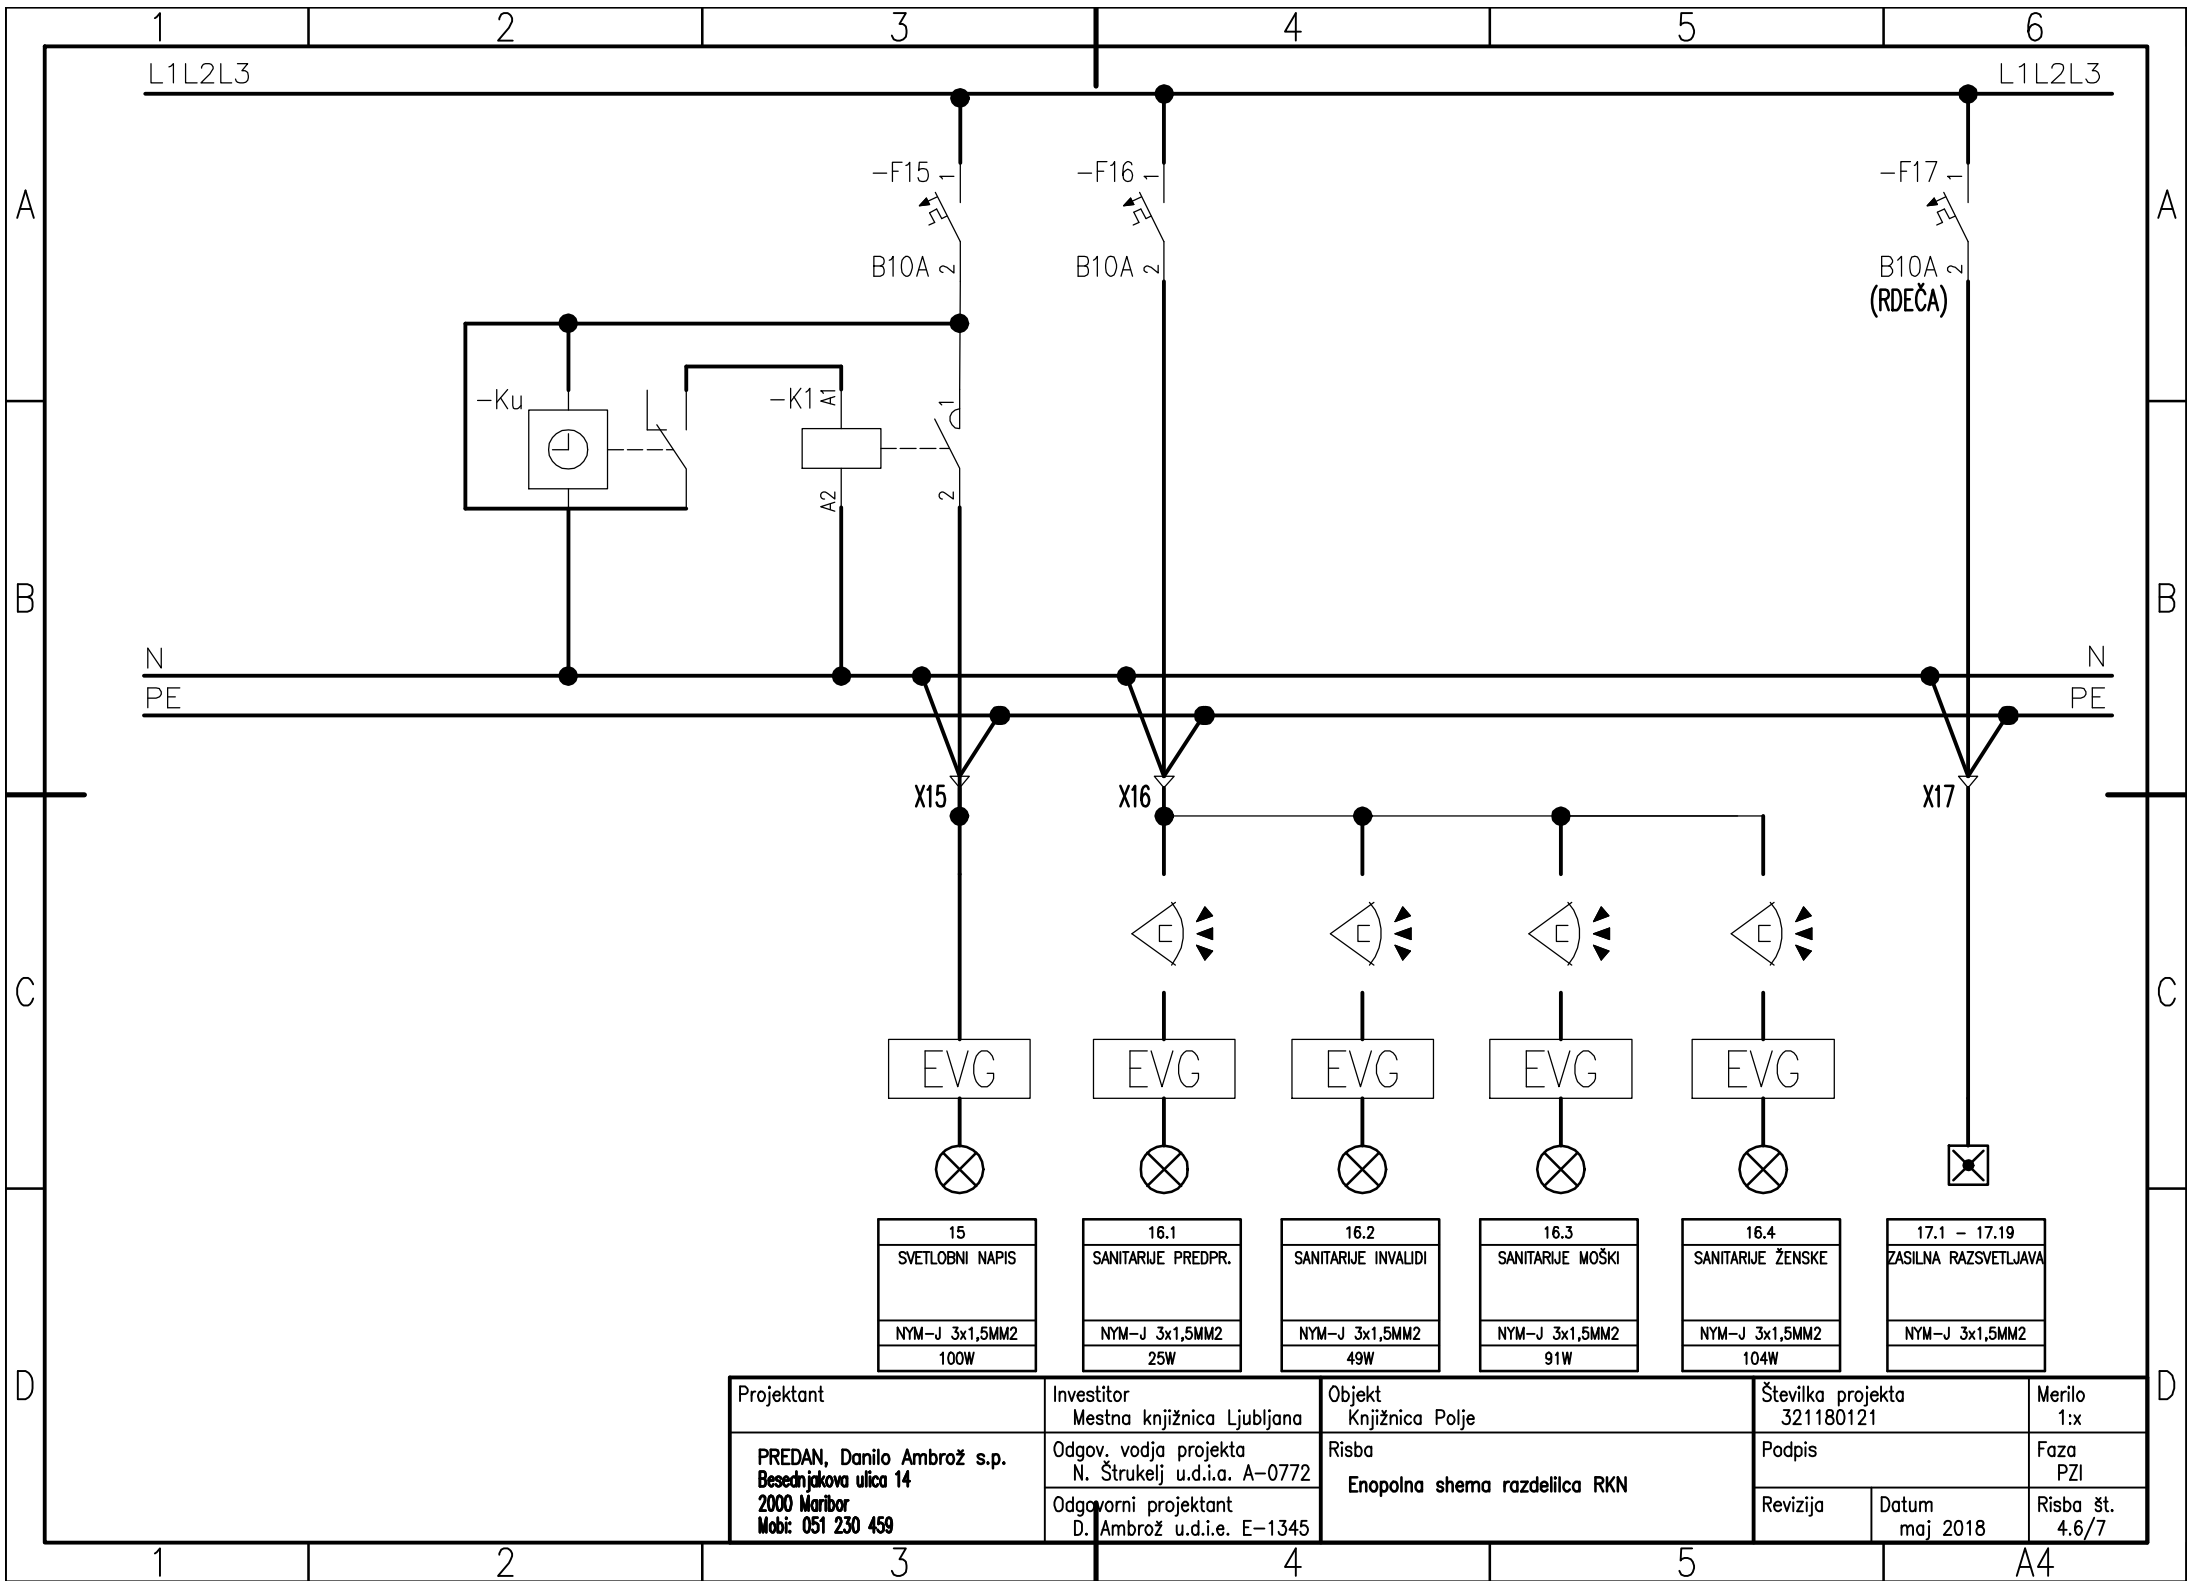 1 2 3 4 5 6
L1L2L3 L1L2L3
-F15 1 -F16 1 -F17 1
A A
B10A 2 B10A 2 B10A 2
(RDEČA)
-Ku -K1 A1 1
A2 2
B B
N N
PE PE
X15 X16 X17
C C
EVG EVG EVG EVG EVG
15 16.1 16.2 16.3 16.4 17.1 - 17.19
SVETLOBNI NAPIS SANITARIJE PREDPR. SANITARIJE INVALIDI SANITARIJE MOŠKI SANITARIJE ŽENSKE ZASILNA RAZSVETLJAVA
NYM-J 3x1,5MM2 NYM-J 3x1,5MM2 NYM-J 3x1,5MM2 NYM-J 3x1,5MM2 NYM-J 3x1,5MM2 NYM-J 3x1,5MM2
100W 25W 49W 91W 104W
D D
Projektant
PREDAN, Danilo Ambrož s.p.
Besednjakova ulica 14
2000 Maribor
Mobi: 051 230 459
Investitor
Mestna knjižnica Ljubljana
Odgov. vodja projekta
N. Štrukelj u.d.i.a. A-0772
Odgovorni projektant
D. Ambrož u.d.i.e. E-1345
Objekt
Knjižnica Polje
Risba
Enopolna shema razdelilca RKN
Številka projekta
321180121
Merilo
1:x
Podpis
Faza
PZI
Revizija
Datum
maj 2018
Risba št.
4.6/7
1 2 3 4 5 A4